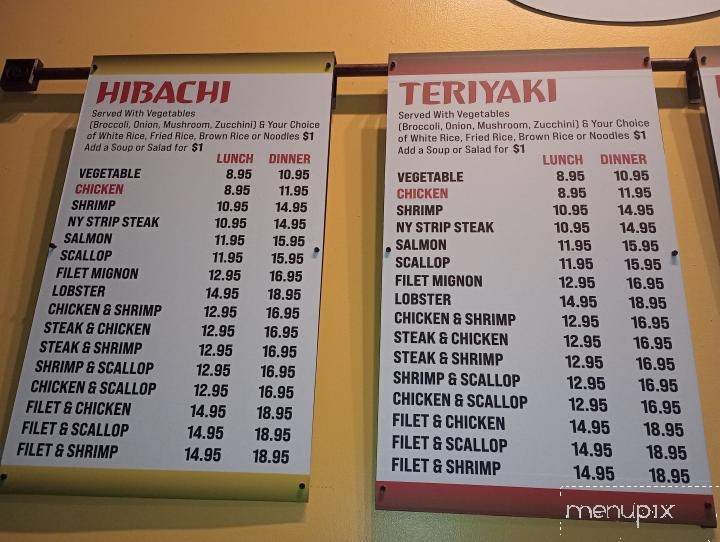 HIBACHI
Served With Vegetables
(Broccoli, Onion, Mushroom, Zucchini) & Your Choice
of White Rice, Fried Rice, Brown Rice or Noodles $1
Add a Soup or Salad for $1
LUNCH DINNER
VEGETABLE 8.95 10.95
CHICKEN 8.95 11.95
SHRIMP 10.95 14.95
NY STRIP STEAK 10.95 14.95
SALMON 11.95 15.95
SCALLOP 11.95 15.95
FILET MIGNON 12.95 16.95
LOBSTER 14.95 18.95
CHICKEN & SHRIMP 12.95 16.95
STEAK & CHICKEN 12.95 16.95
STEAK & SHRIMP 12.95 16.95
SHRIMP & SCALLOP 12.95 16.95
CHICKEN & SCALLOP 12.95 16.95
FILET & CHICKEN 14.95 18.95
FILET & SCALLOP 14.95 18.95
FILET & SHRIMP 14.95 18.95
TERIYAKI
Served With Vegetables
(Broccoli, Onion, Mushroom, Zucchini) & Your Choice
of White Rice, Fried Rice, Brown Rice or Noodles $1
Add a Soup or Salad for $1
LUNCH DINNER
VEGETABLE 8.95 10.95
CHICKEN 8.95 11.95
SHRIMP 10.95 14.95
NY STRIP STEAK 10.95 14.95
SALMON 11.95 15.95
SCALLOP 11.95 15.95
FILET MIGNON 12.95 16.95
LOBSTER 14.95 18.95
CHICKEN & SHRIMP 12.95 16.95
STEAK & CHICKEN 12.95 16.95
STEAK & SHRIMP 12.95 16.95
SHRIMP & SCALLOP 12.95 16.95
CHICKEN & SCALLOP 12.95 16.95
FILET & CHICKEN 14.95 18.95
FILET & SCALLOP 14.95 18.95
FILET & SHRIMP 14.95 18.95
menupix